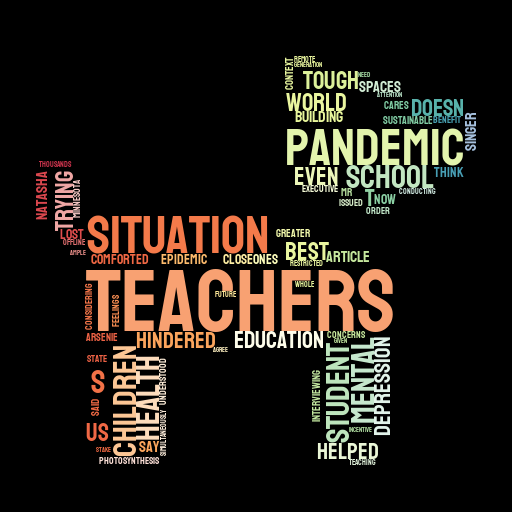 REMOTE
GENERATION
CONTEXT
TOUGH
NEED
SPACES
ATTENTION
WORLD
CARES
DOESN
BUILDING
SUSTAINABLE
BENEFIT
SINGER
PANDEMIC
EVEN
SCHOOL
THINK
EXECUTIVE
MR
T
NOW
CONDUCTING
ISSUED
ORDER
THOUSANDS
NATASHA
TRYING
MINNESOTA
LOST
OFFLINE
AMPLE
SITUATION
GREATER
COMFORTED
EPIDEMIC
CLOSEONES
BEST
ARTICLE
RESTRICTED
TEACHERS
WHOLE
FUTURE
CONSIDERING
FEELINGS
ARSENIE
HINDERED
AGREE
EDUCATION
CONCERNS
GIVEN
STATE
S
SAID
US
STAKE
CHILDREN
HEALTH
SIMULTANEOUSLY
UNDERSTOOD
SAY
PHOTOSYNTHESIS
INTERVIEWING
STUDENT
MENTAL
DEPRESSION
INCENTIVE
HELPED
TEACHING